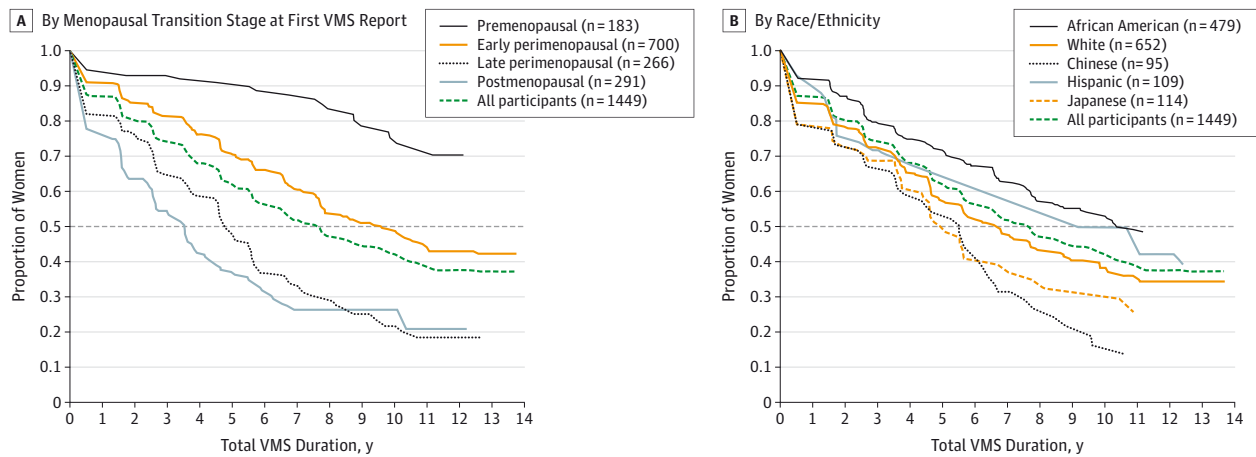 A By Menopausal Transition Stage at First VMS Report
Premenopausal (n = 183)
Early perimenopausal (n = 700)
Late perimenopausal (n = 266)
Postmenopausal (n = 291)
All participants (n = 1449)
1.0
0.9
0.8
0.7
0.6
0.5
0.4
0.3
0.2
0.1
0
Proportion of Women
0 1 2 3 4 5 6 7 8 9 10 11 12 13 14
Total VMS Duration, y
B By Race/Ethnicity
African American (n = 479)
White (n = 652)
Chinese (n = 95)
Hispanic (n = 109)
Japanese (n = 114)
All participants (n = 1449)
1.0
0.9
0.8
0.7
0.6
0.5
0.4
0.3
0.2
0.1
0
Proportion of Women
0 1 2 3 4 5 6 7 8 9 10 11 12 13 14
Total VMS Duration, y